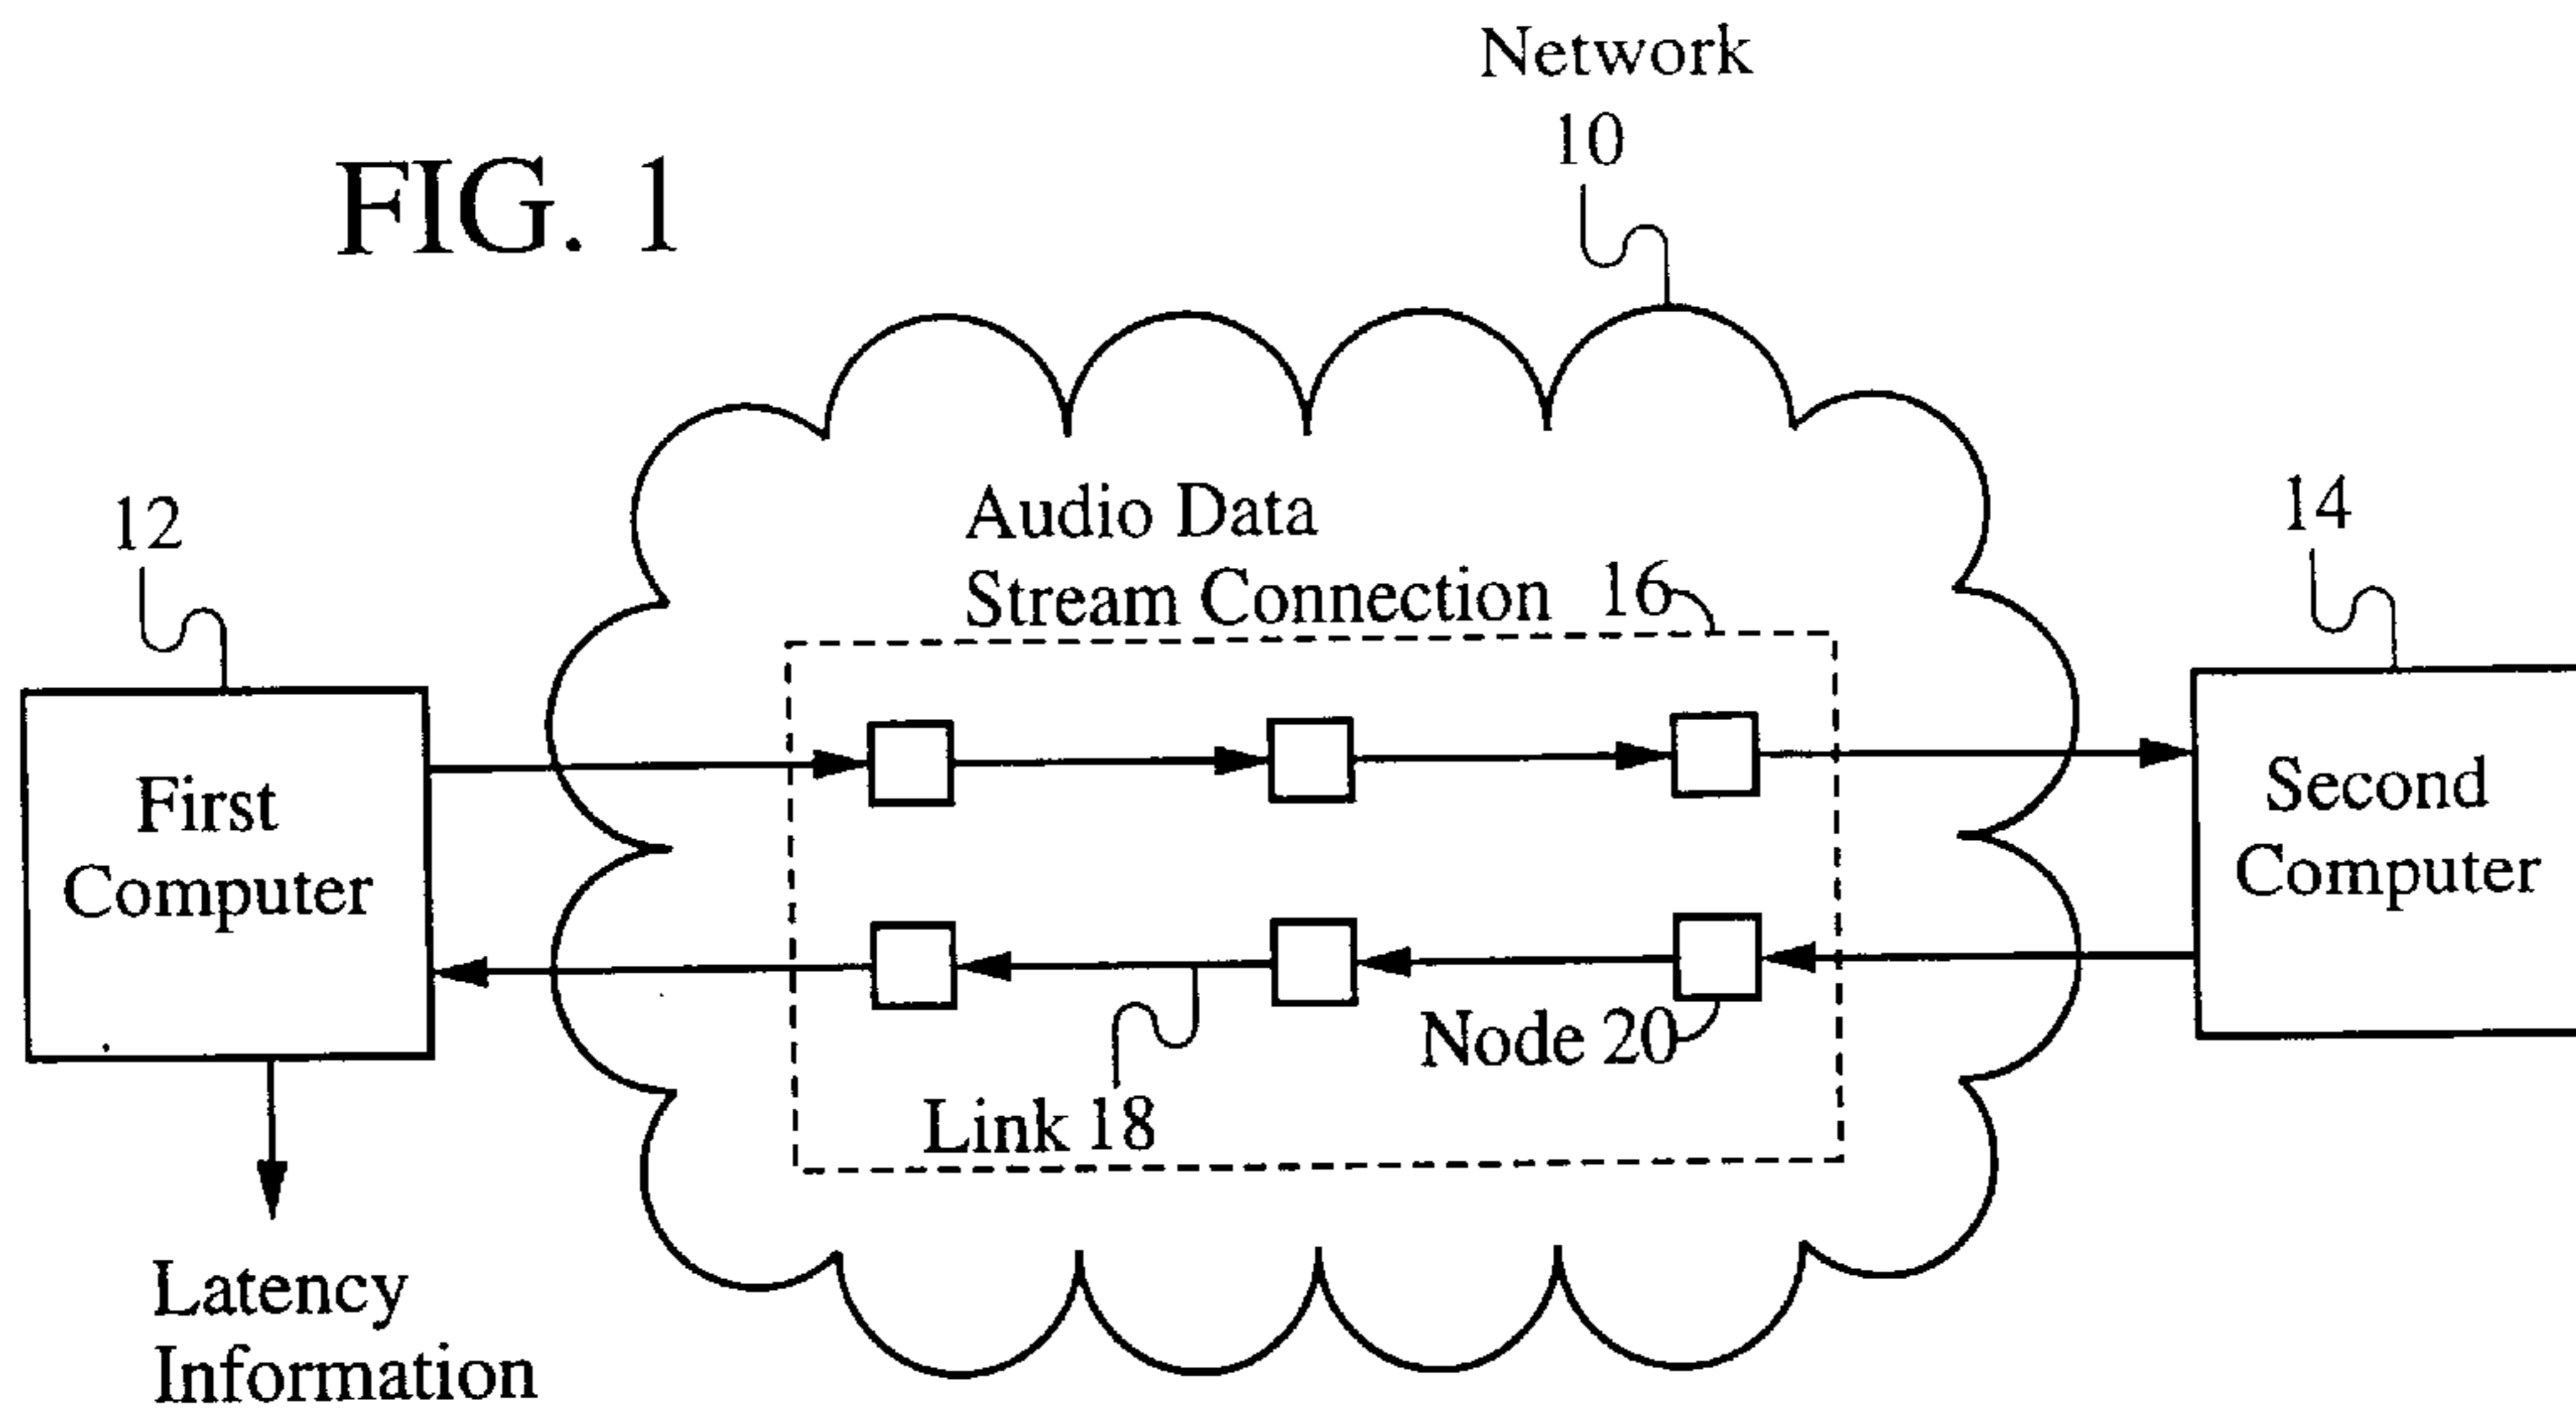 Network
10
FIG. 1
12
Audio Data
Stream Connection 16
14
First
Computer
Second
Computer
Node 20
Link 18
Latency
Information